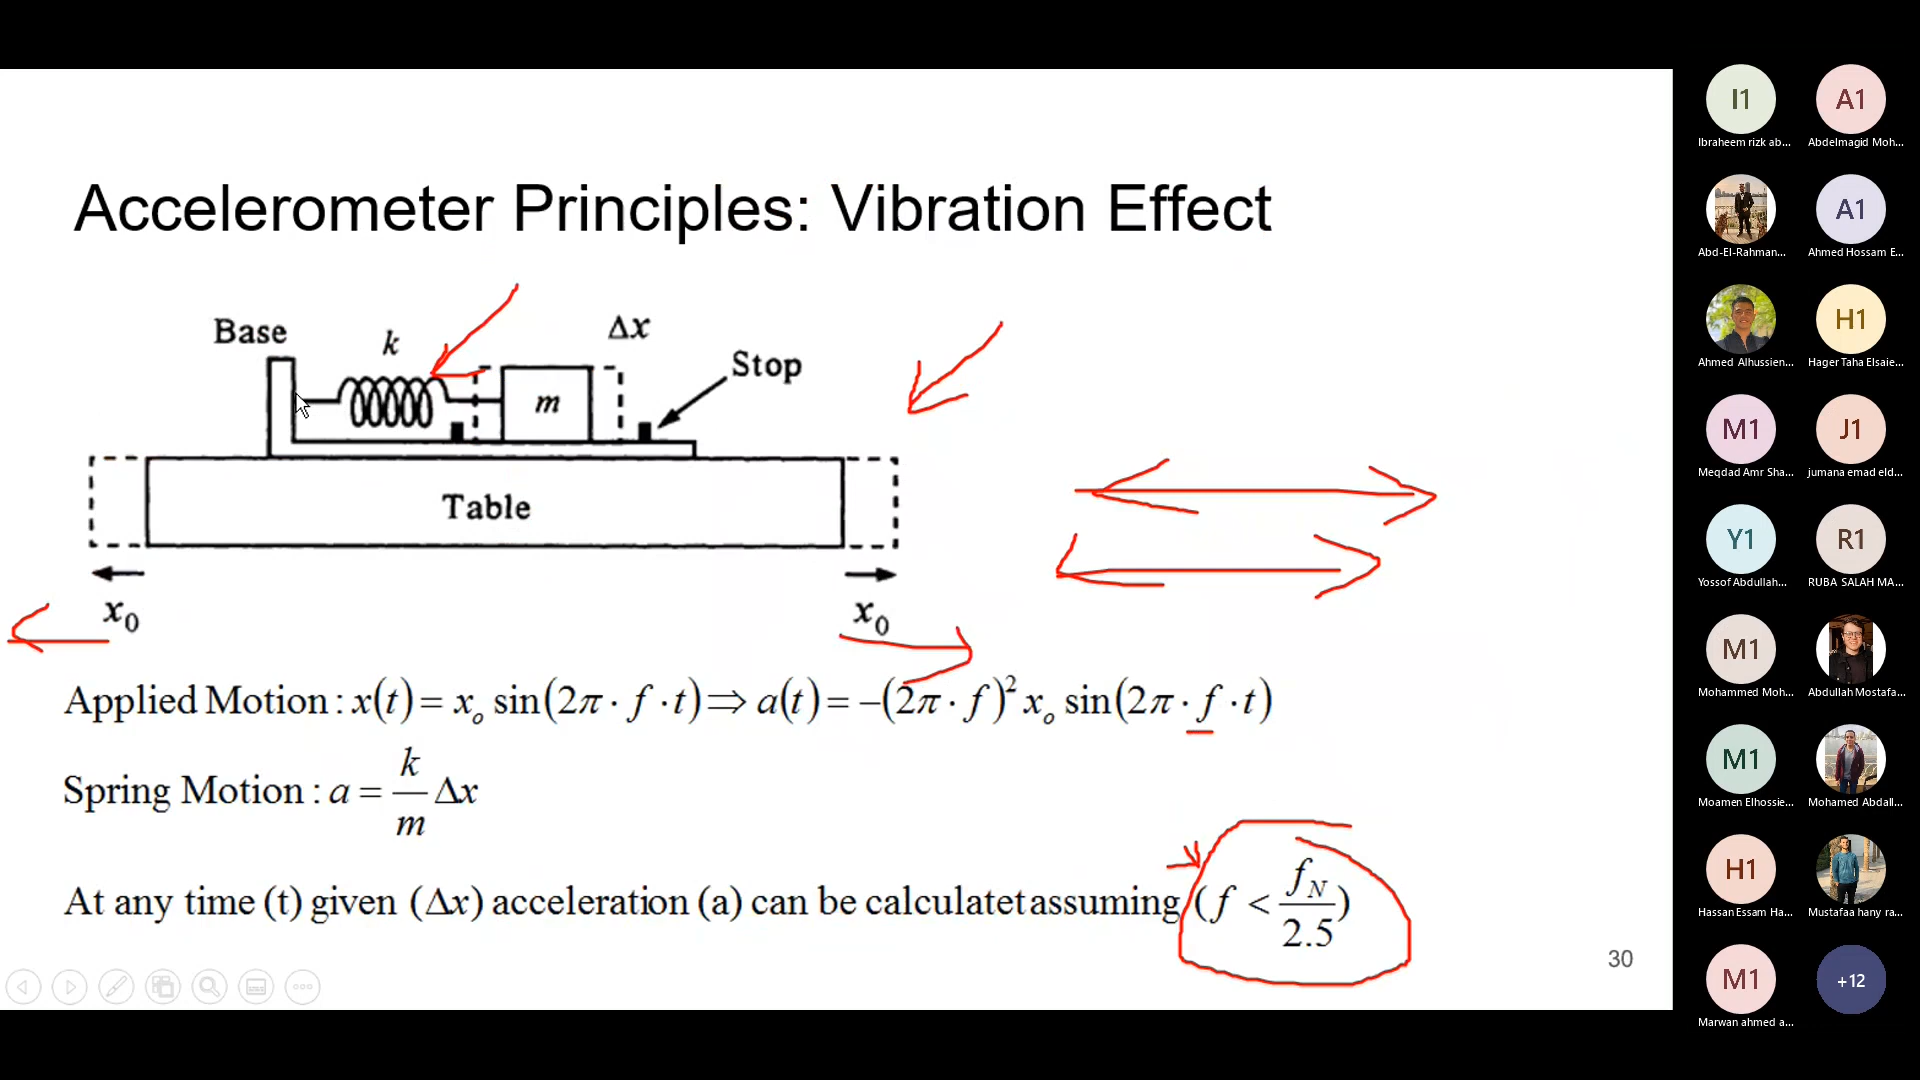 Accelerometer Principles: Vibration Effect
Base
k
Δx
Stop
m
Table
x₀
x₀
Applied Motion : x(t) = xₒ sin(2π · f · t) ⇒ a(t) = −(2π · f)² xₒ sin(2π · f · t)
Spring Motion : a = k/m Δx
At any time (t) given (Δx) acceleration (a) can be calculatet assuming (f < f_N/2.5)
30
I1
A1
Ibraheem rizk ab...
Abdelmagid Moh...
A1
Abd-El-Rahman...
Ahmed Hossam E...
H1
Ahmed Alhussien...
Hager Taha Elsaie...
M1
J1
Meqdad Amr Sha...
jumana emad eld...
Y1
R1
Yossof Abdullah...
RUBA SALAH MA...
M1
Mohammed Moh...
Abdullah Mostafa...
M1
Moamen Elhossie...
Mohamed Abdall...
H1
Hassan Essam Ha...
Mustafaa hany ra...
M1
+12
Marwan ahmed a...